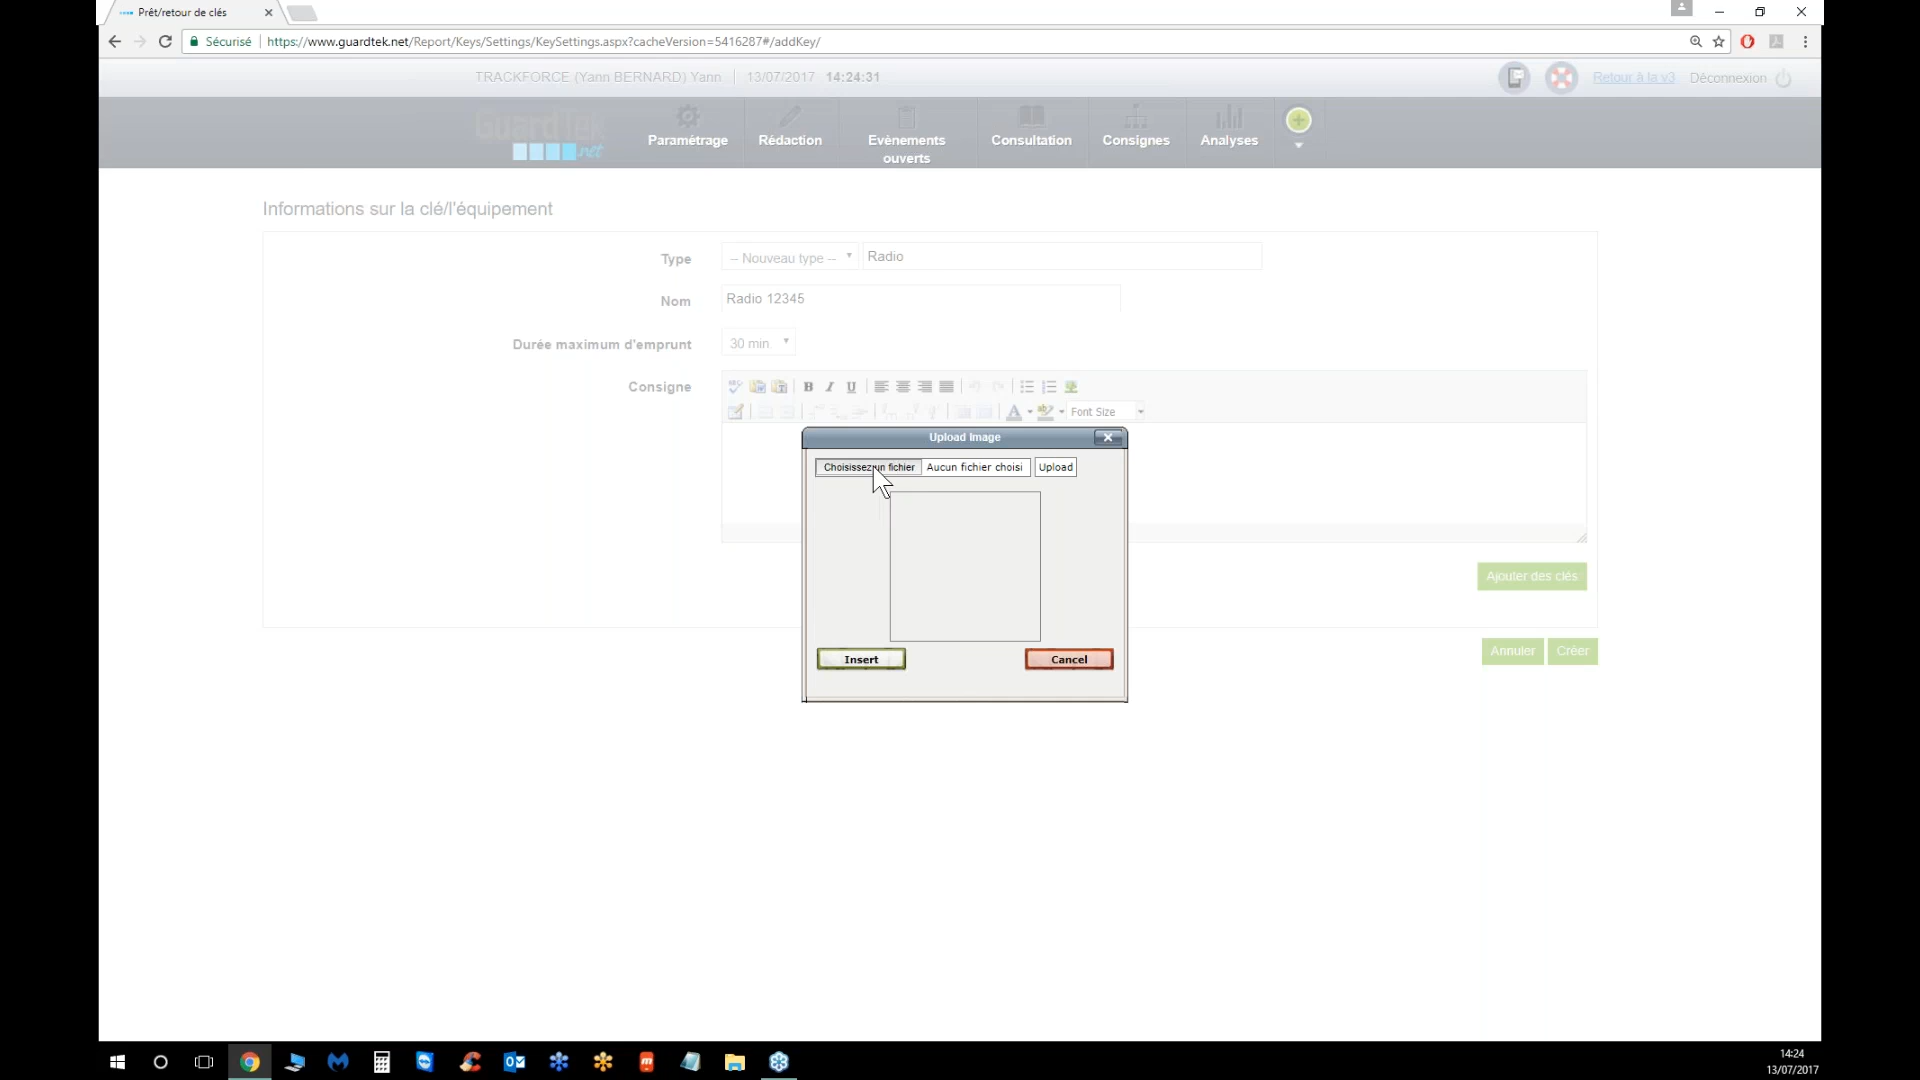 Prêt/retour de clés
Sécurisé https://www.guardtek.net/Report/Keys/Settings/KeySettings.aspx?cacheVersion=5416287#/addKey/
TRACKFORCE (Yann BERNARD) Yann 13/07/2017 14:24:31 Retour à la v3 Déconnexion
GuardTek
.net
Paramétrage Rédaction Evènements ouverts Consultation Consignes Analyses
Informations sur la clé/l'équipement
Type -- Nouveau type -- Radio
Nom Radio 12345
Durée maximum d'emprunt 30 min
Consigne B I U
A Font Size
Upload Image
Choisissez un fichier Aucun fichier choisi Upload
Ajouter des clés
Insert Cancel
Annuler Créer
14:24
13/07/2017